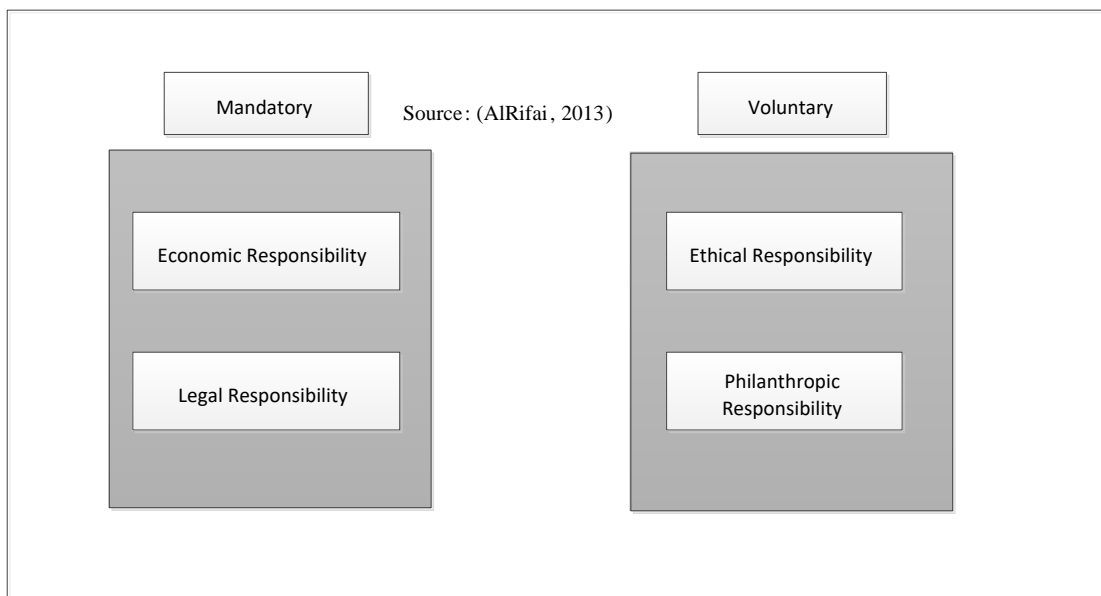 Mandatory
Source: (AlRifai, 2013)
Voluntary
Economic Responsibility
Ethical Responsibility
Legal Responsibility
Philanthropic
Responsibility